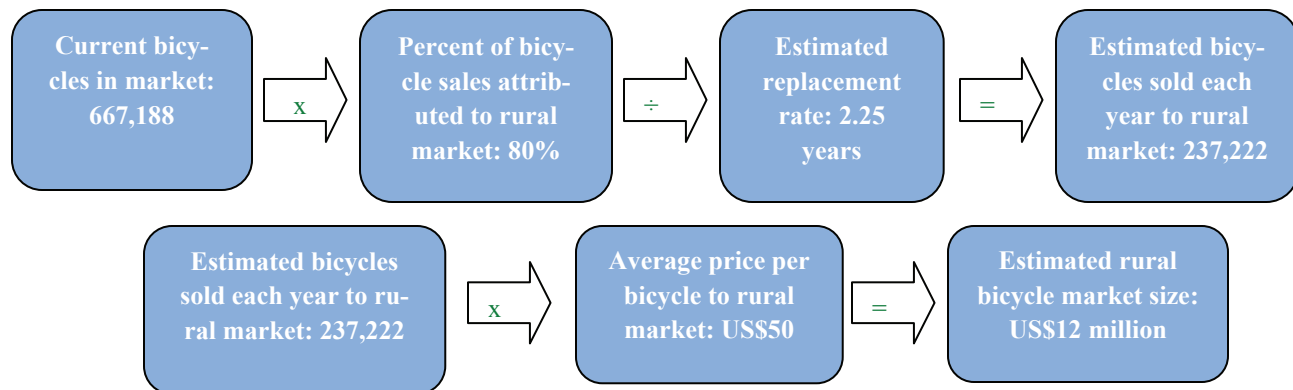 Current bicy-
cles in market:
667,188
x
Percent of bicy-
cle sales attrib-
uted to rural
market: 80%
÷
Estimated
replacement
rate: 2.25
years
=
Estimated bicy-
cles sold each
year to rural
market: 237,222
Estimated bicycles
sold each year to ru-
ral market: 237,222
x
Average price per
bicycle to rural
market: US$50
=
Estimated rural
bicycle market size:
US$12 million